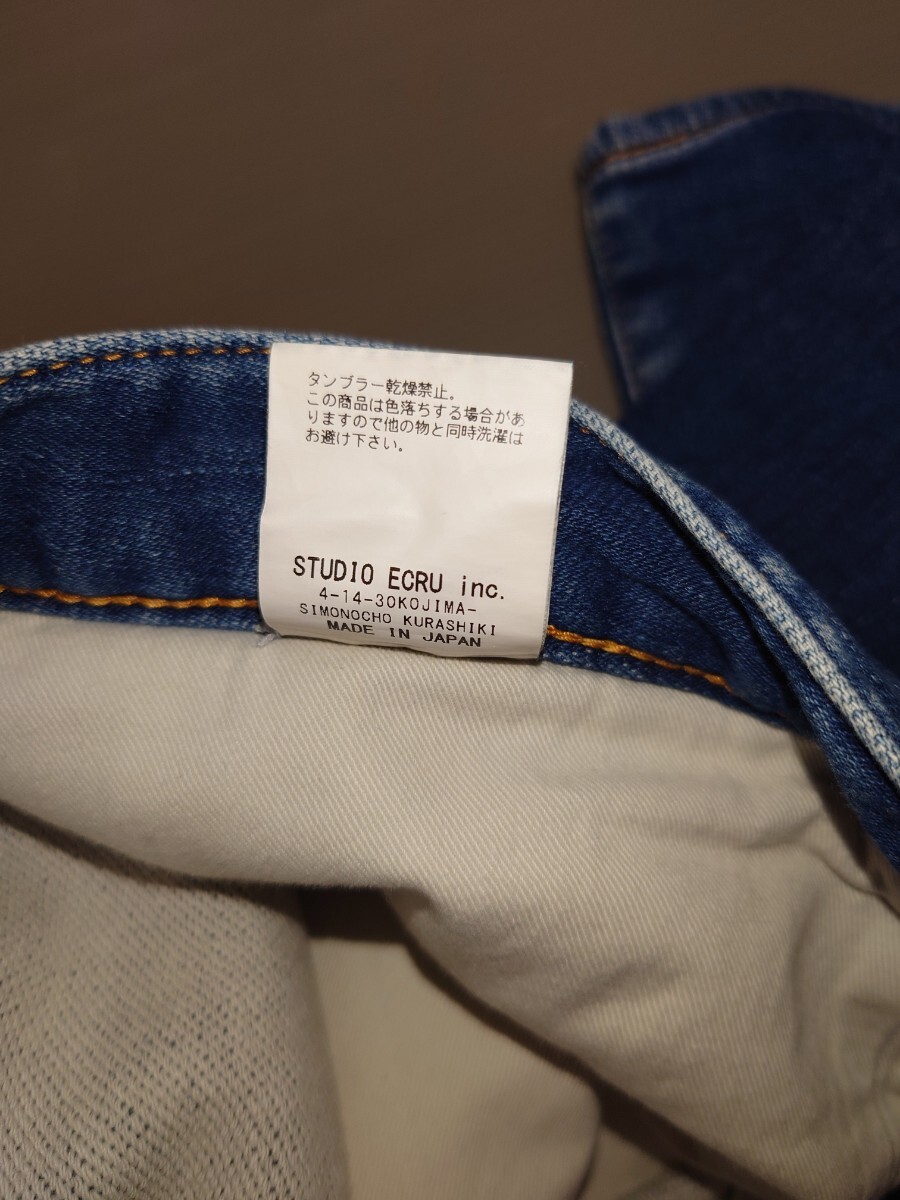 タンブラー乾燥禁止。
この商品は色落ちする場合があ
りますので他の物と同時洗濯は
お避け下さい。
STUDIO ECRU inc.
4-14-30KOJIMA-
SIMONOCHO KURASHIKI
MADE IN JAPAN